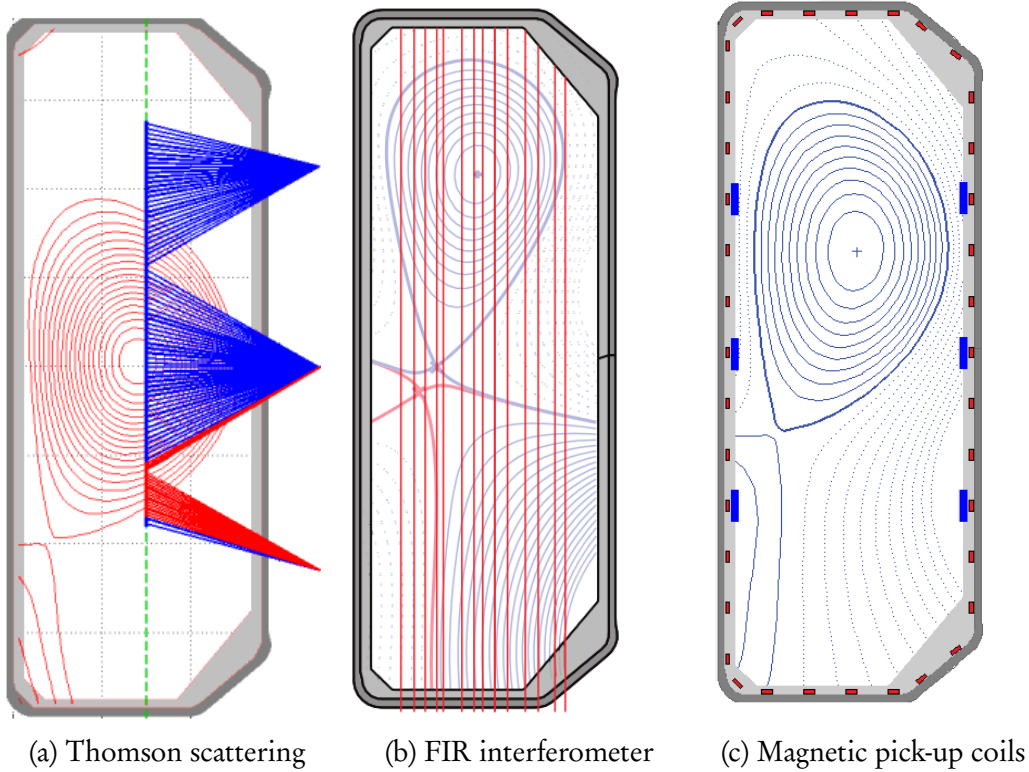 (a) Thomson scattering
(b) FIR interferometer
(c) Magnetic pick-up coils